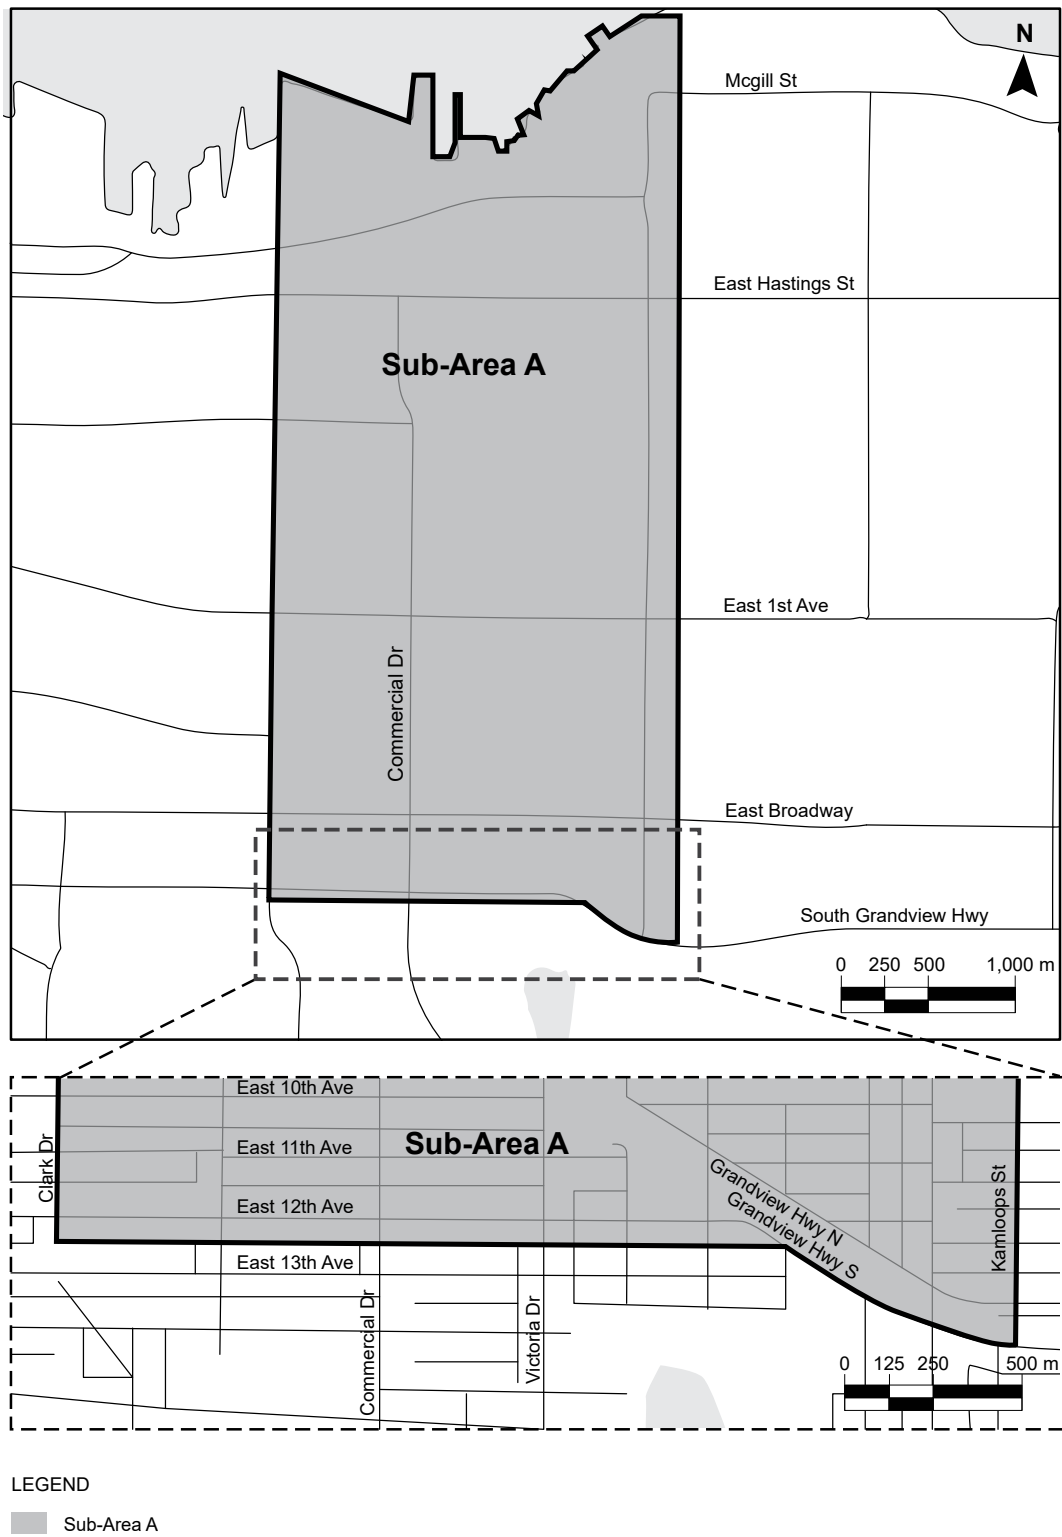 N
Mcgill St
East Hastings St
Sub-Area A
East 1st Ave
Commercial Dr
East Broadway
South Grandview Hwy
0 250 500 1,000 m
East 10th Ave
Clark Dr
East 11th Ave
Sub-Area A
Grandview Hwy N
Grandview Hwy S
Kamloops St
East 12th Ave
East 13th Ave
Commercial Dr
Victoria Dr
0 125 250 500 m
LEGEND
Sub-Area A